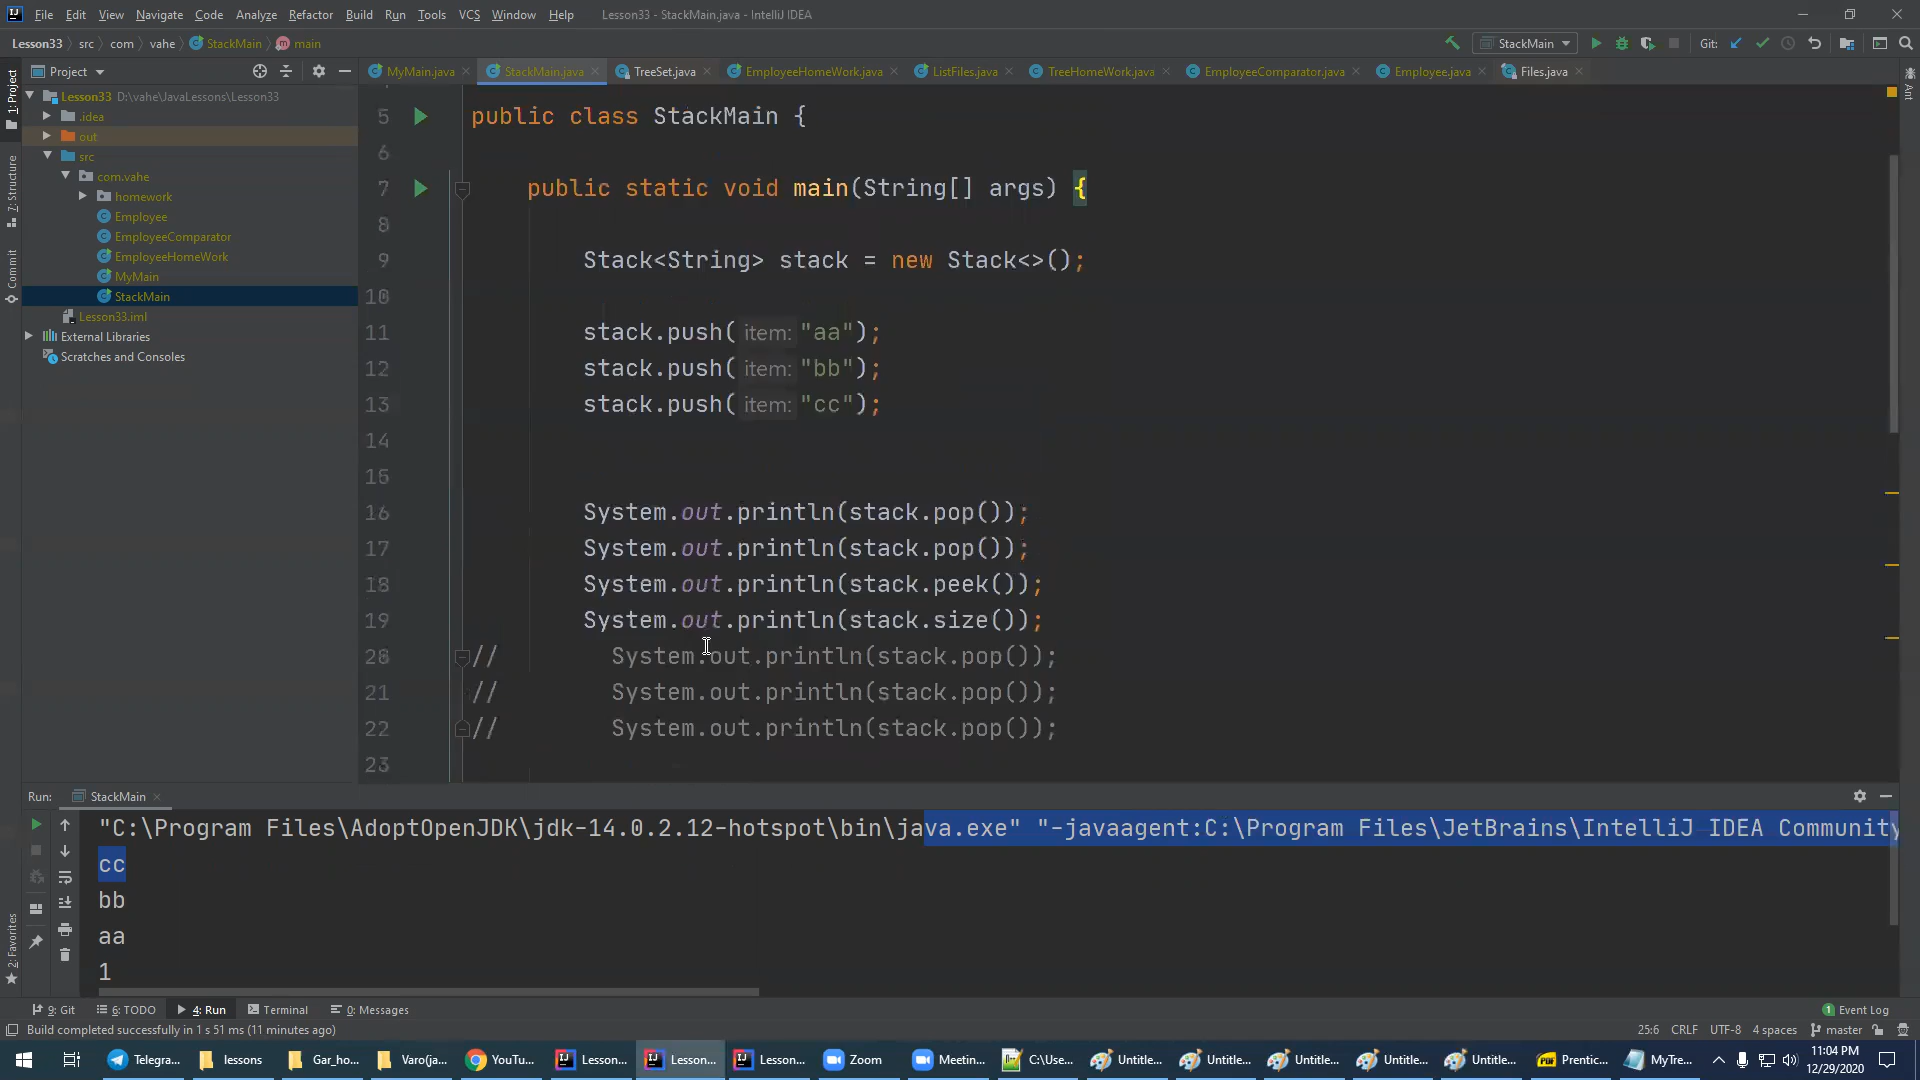 File Edit View Navigate Code Analyze Refactor Build Run Tools VCS Window Help Lesson33 - StackMain.java - IntelliJ IDEA
Lesson33 src com vahe StackMain main StackMain Git:
1: Project
7: Structure
Commit
2: Favorites
Ant
Project
Lesson33 D:\vahe\JavaLessons\Lesson33
.idea
out
src
com.vahe
homework
Employee
EmployeeComparator
EmployeeHomeWork
MyMain
StackMain
Lesson33.iml
External Libraries
Scratches and Consoles
MyMain.java StackMain.java TreeSet.java EmployeeHomeWork.java ListFiles.java TreeHomeWork.java EmployeeComparator.java Employee.java Files.java
5 public class StackMain {
6
7 public static void main(String[] args) {
8
9 Stack<String> stack = new Stack<>();
10
11 stack.push( item: "aa");
12 stack.push( item: "bb");
13 stack.push( item: "cc");
14
15
16 System.out.println(stack.pop());
17 System.out.println(stack.pop());
18 System.out.println(stack.peek());
19 System.out.println(stack.size());
20 // System.out.println(stack.pop());
21 // System.out.println(stack.pop());
22 // System.out.println(stack.pop());
23
Run: StackMain
"C:\Program Files\AdoptOpenJDK\jdk-14.0.2.12-hotspot\bin\java.exe" "-javaagent:C:\Program Files\JetBrains\IntelliJ IDEA Community
cc
bb
aa
1
9: Git 6: TODO 4: Run Terminal 0: Messages 1 Event Log
Build completed successfully in 1 s 51 ms (11 minutes ago) 25:6 CRLF UTF-8 4 spaces master
Telegra... lessons Gar_ho... Varo(ja... YouTu... Lesson... Lesson... Lesson... Zoom Meetin... C:\Use... Untitle... Untitle... Untitle... Untitle... Untitle... PDF Prentic... MyTre... 11:04 PM
12/29/2020